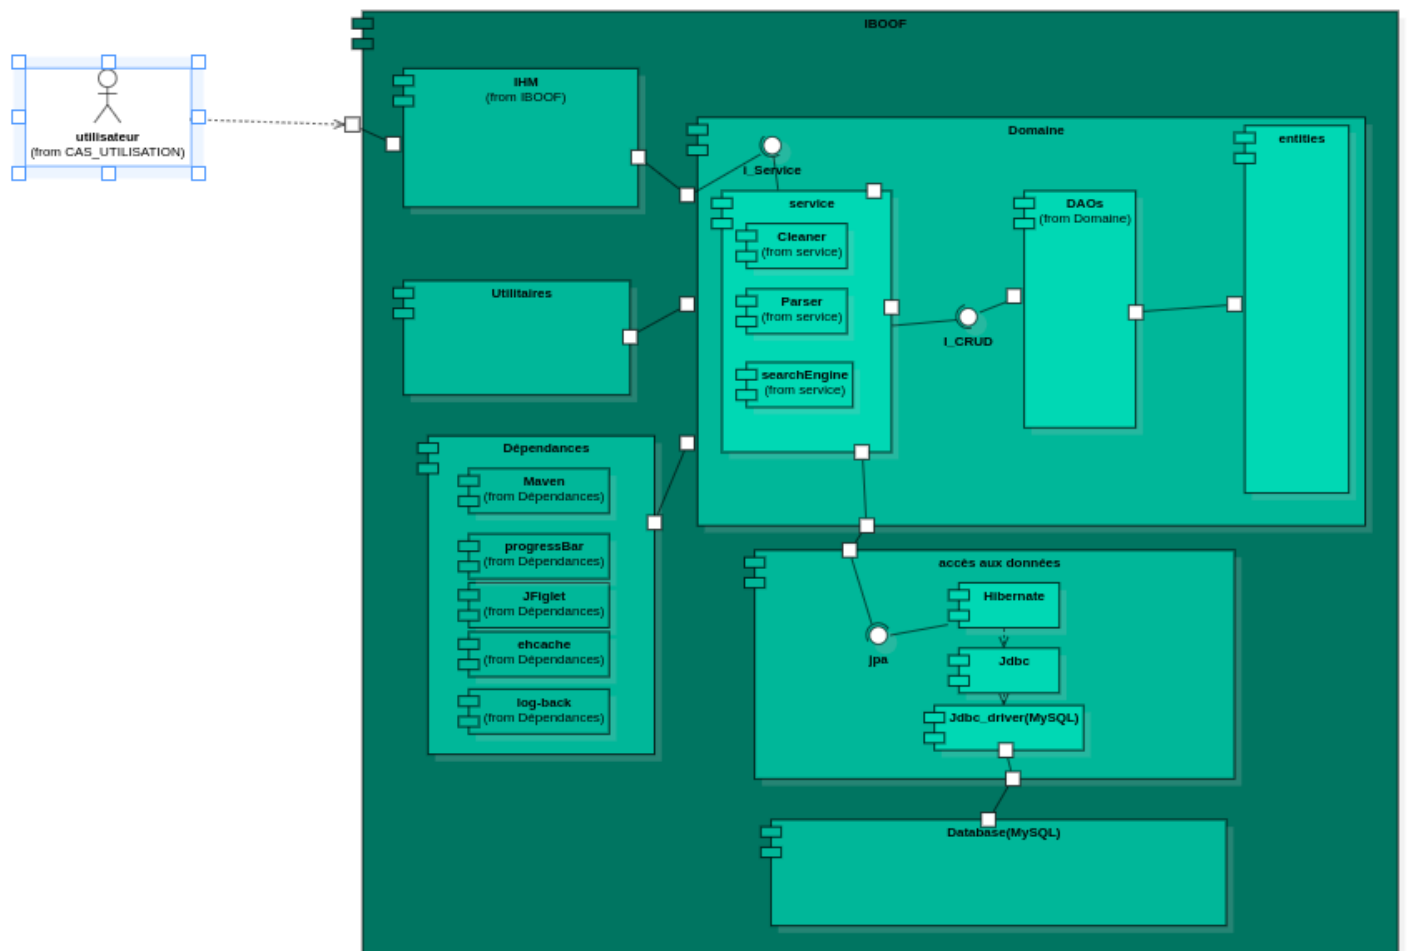 IBOOF
utilisateur
(from CAS_UTILISATION)
IHM
(from IBOOF)
Domaine
entities
I_Service
service
Cleaner
(from service)
Parser
(from service)
searchEngine
(from service)
DAOs
(from Domaine)
I_CRUD
Utilitaires
Dépendances
Maven
(from Dépendances)
progressBar
(from Dépendances)
JFiglet
(from Dépendances)
ehcache
(from Dépendances)
log-back
(from Dépendances)
accès aux données
Hibernate
jpa
Jdbc
Jdbc_driver(MySQL)
Database(MySQL)